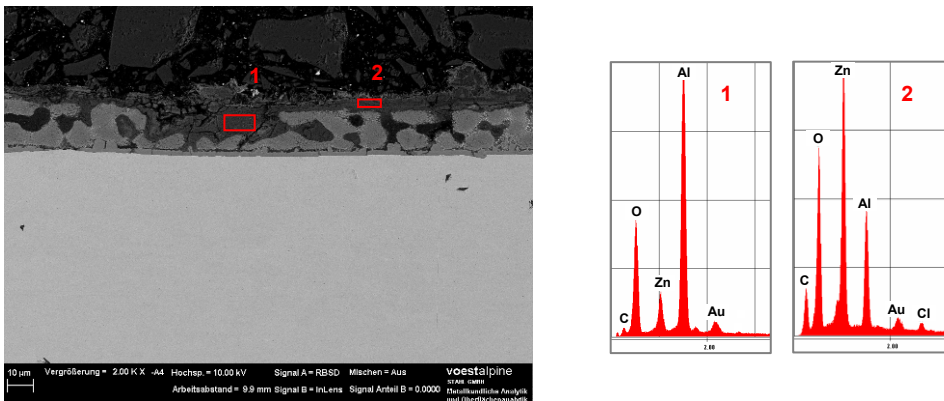 1
2
10 µm
Vergrößerung = 2.00 K X -A4
Hochsp. = 10.00 kV
Signal A = RBSD
Mischen = Aus
Arbeitsabstand = 9.9 mm
Signal B = InLens
Signal Anteil B = 0.0000
voestalpine
STAHL GMBH
Metallkundliche Analytik
und Oberflächenanalytik
Al
1
O
Zn
C
Au
2.00
Zn
2
O
Al
C
Au
Cl
2.00